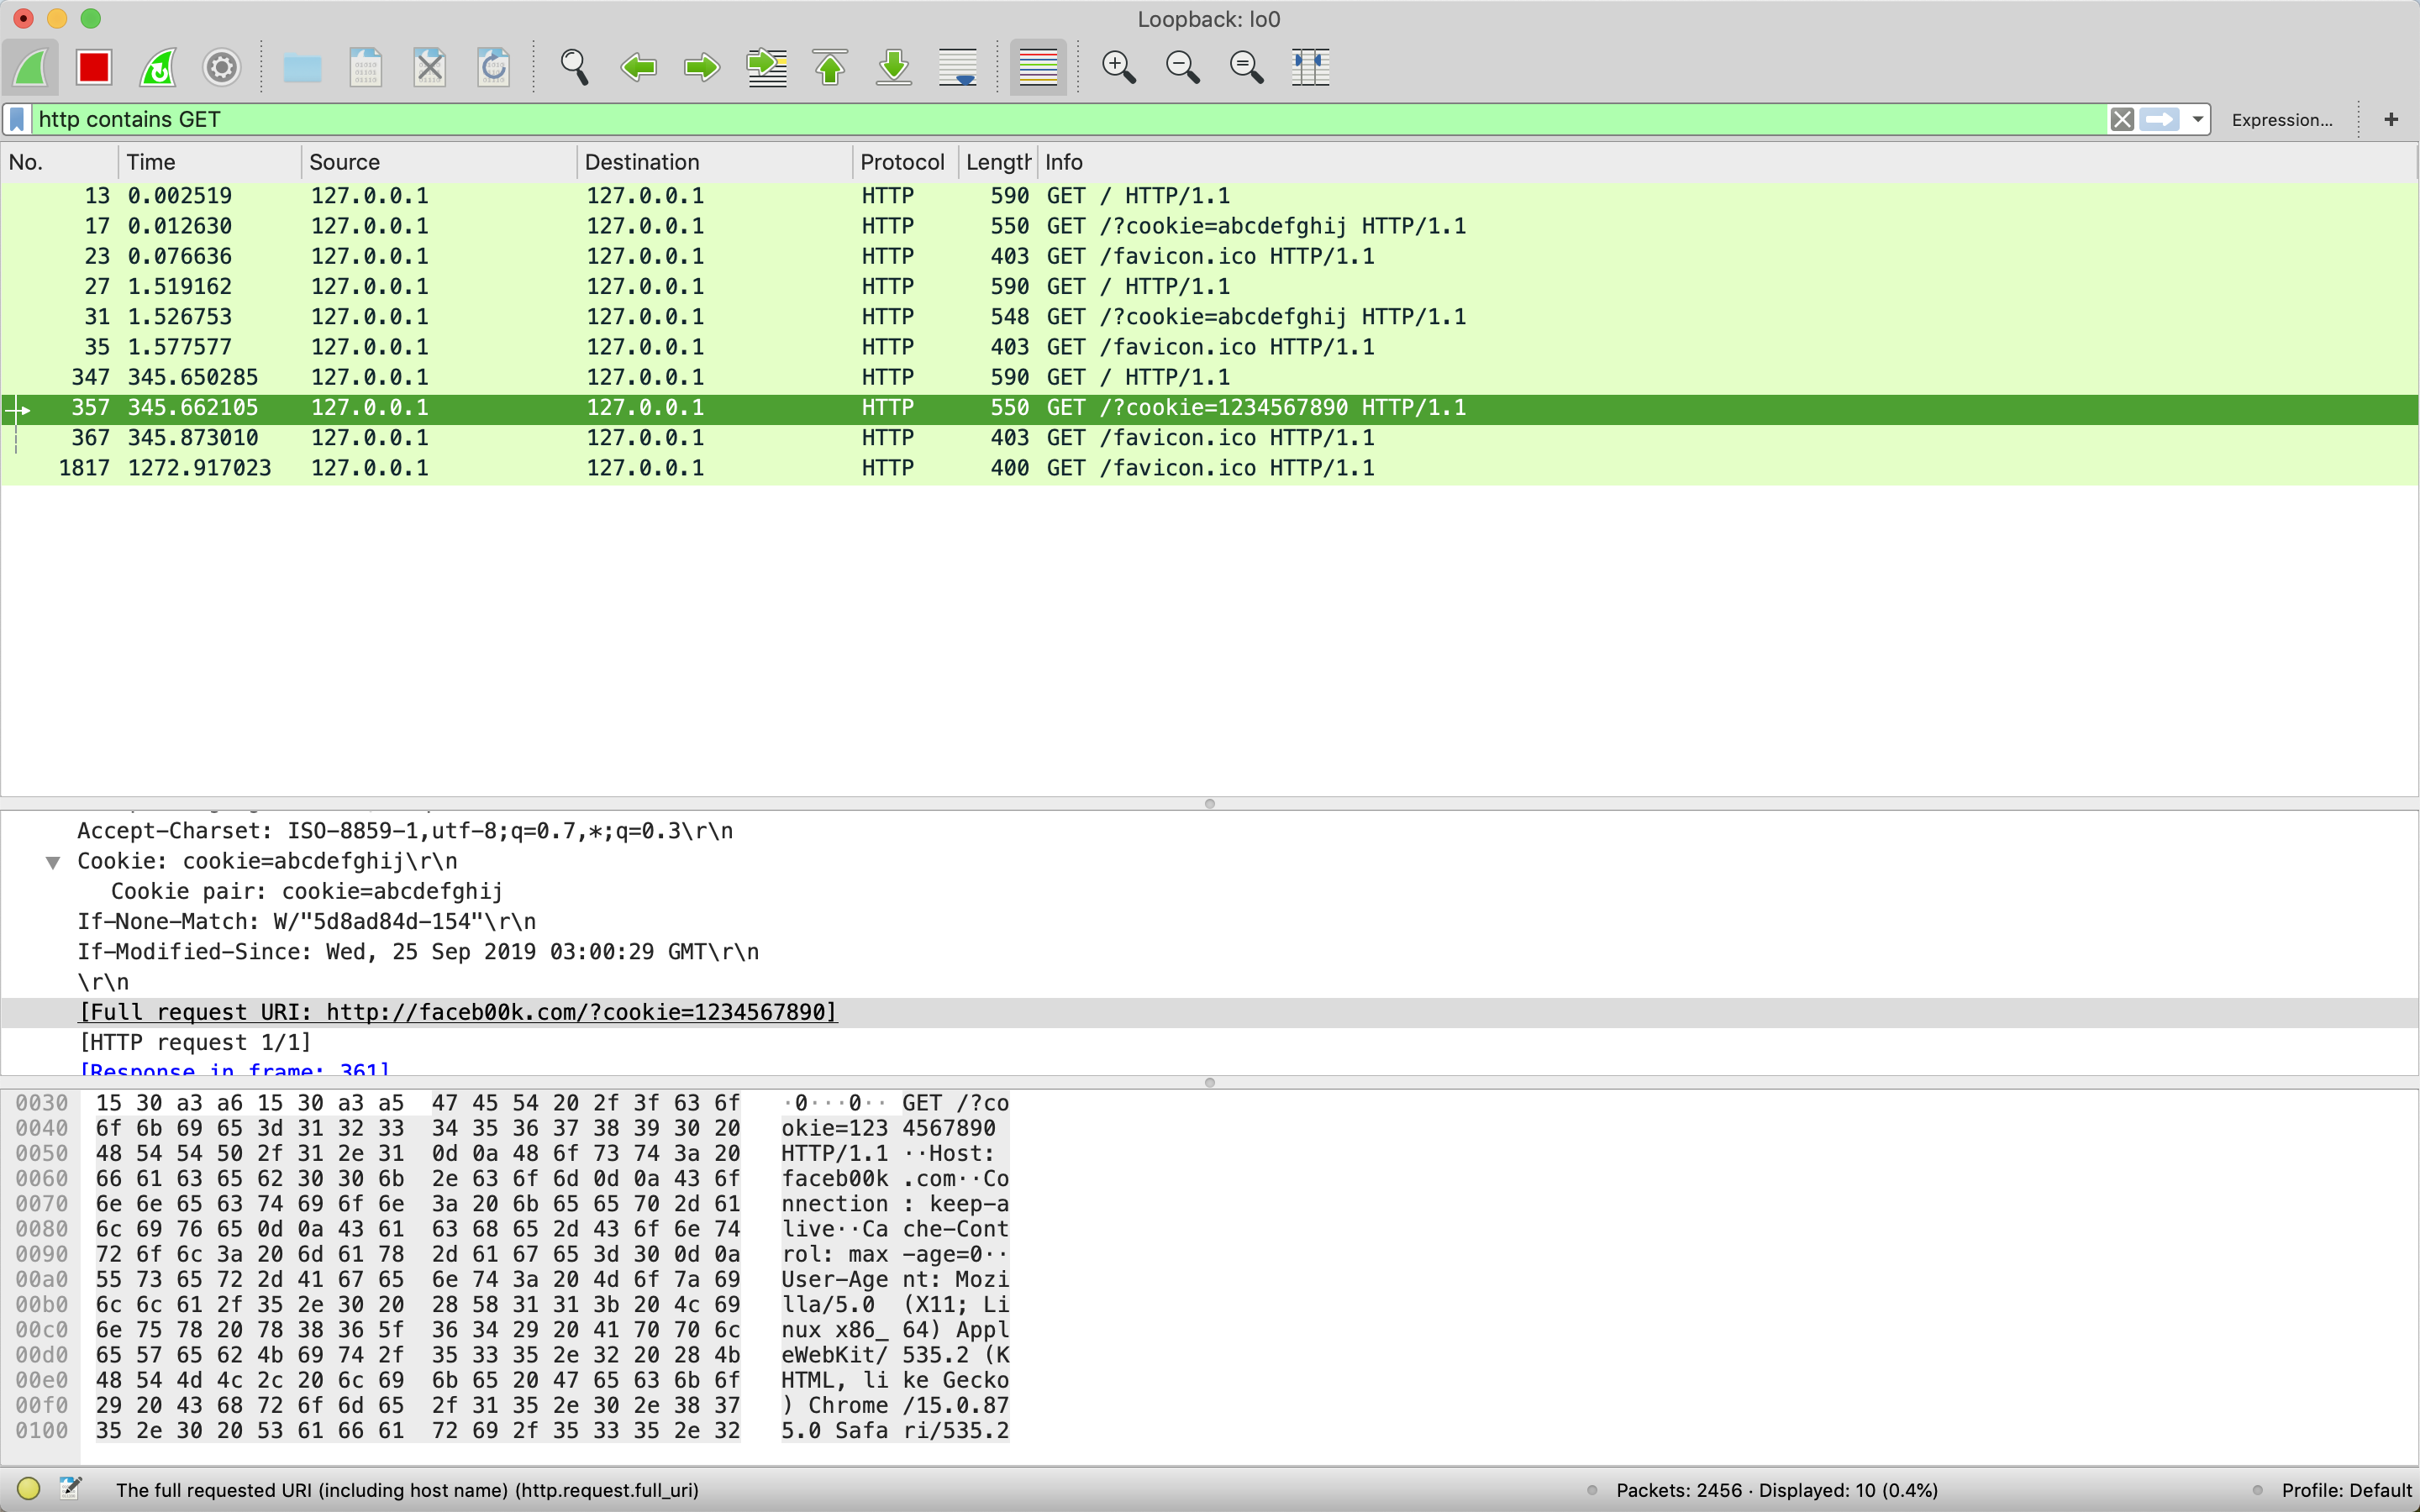 Loopback: lo0
http contains GET
Expression...
+
No. Time Source Destination Protocol Length Info
13 0.002519 127.0.0.1 127.0.0.1 HTTP 590 GET / HTTP/1.1
17 0.012630 127.0.0.1 127.0.0.1 HTTP 550 GET /?cookie=abcdefghij HTTP/1.1
23 0.076636 127.0.0.1 127.0.0.1 HTTP 403 GET /favicon.ico HTTP/1.1
27 1.519162 127.0.0.1 127.0.0.1 HTTP 590 GET / HTTP/1.1
31 1.526753 127.0.0.1 127.0.0.1 HTTP 548 GET /?cookie=abcdefghij HTTP/1.1
35 1.577577 127.0.0.1 127.0.0.1 HTTP 403 GET /favicon.ico HTTP/1.1
347 345.650285 127.0.0.1 127.0.0.1 HTTP 590 GET / HTTP/1.1
357 345.662105 127.0.0.1 127.0.0.1 HTTP 550 GET /?cookie=1234567890 HTTP/1.1
367 345.873010 127.0.0.1 127.0.0.1 HTTP 403 GET /favicon.ico HTTP/1.1
1817 1272.917023 127.0.0.1 127.0.0.1 HTTP 400 GET /favicon.ico HTTP/1.1
Accept-Charset: ISO-8859-1,utf-8;q=0.7,*;q=0.3\r\n
Cookie: cookie=abcdefghij\r\n
Cookie pair: cookie=abcdefghij
If-None-Match: W/"5d8ad84d-154"\r\n
If-Modified-Since: Wed, 25 Sep 2019 03:00:29 GMT\r\n
\r\n
[Full request URI: http://faceb00k.com/?cookie=1234567890]
[HTTP request 1/1]
[Response in frame: 361]
0030 15 30 a3 a6 15 30 a3 a5 47 45 54 20 2f 3f 63 6f ·0···0·· GET /?co
0040 6f 6b 69 65 3d 31 32 33 34 35 36 37 38 39 30 20 okie=123 4567890
0050 48 54 54 50 2f 31 2e 31 0d 0a 48 6f 73 74 3a 20 HTTP/1.1 ··Host:
0060 66 61 63 65 62 30 30 6b 2e 63 6f 6d 0d 0a 43 6f faceb00k .com··Co
0070 6e 6e 65 63 74 69 6f 6e 3a 20 6b 65 65 70 2d 61 nnection : keep-a
0080 6c 69 76 65 0d 0a 43 61 63 68 65 2d 43 6f 6e 74 live··Ca che-Cont
0090 72 6f 6c 3a 20 6d 61 78 2d 61 67 65 3d 30 0d 0a rol: max -age=0··
00a0 55 73 65 72 2d 41 67 65 6e 74 3a 20 4d 6f 7a 69 User-Age nt: Mozi
00b0 6c 6c 61 2f 35 2e 30 20 28 58 31 31 3b 20 4c 69 lla/5.0 (X11; Li
00c0 6e 75 78 20 78 38 36 5f 36 34 29 20 41 70 70 6c nux x86_ 64) Appl
00d0 65 57 65 62 4b 69 74 2f 35 33 35 2e 32 20 28 4b eWebKit/ 535.2 (K
00e0 48 54 4d 4c 2c 20 6c 69 6b 65 20 47 65 63 6b 6f HTML, li ke Gecko
00f0 29 20 43 68 72 6f 6d 65 2f 31 35 2e 30 2e 38 37 ) Chrome /15.0.87
0100 35 2e 30 20 53 61 66 61 72 69 2f 35 33 35 2e 32 5.0 Safa ri/535.2
The full requested URI (including host name) (http.request.full_uri)
Packets: 2456 · Displayed: 10 (0.4%)
Profile: Default